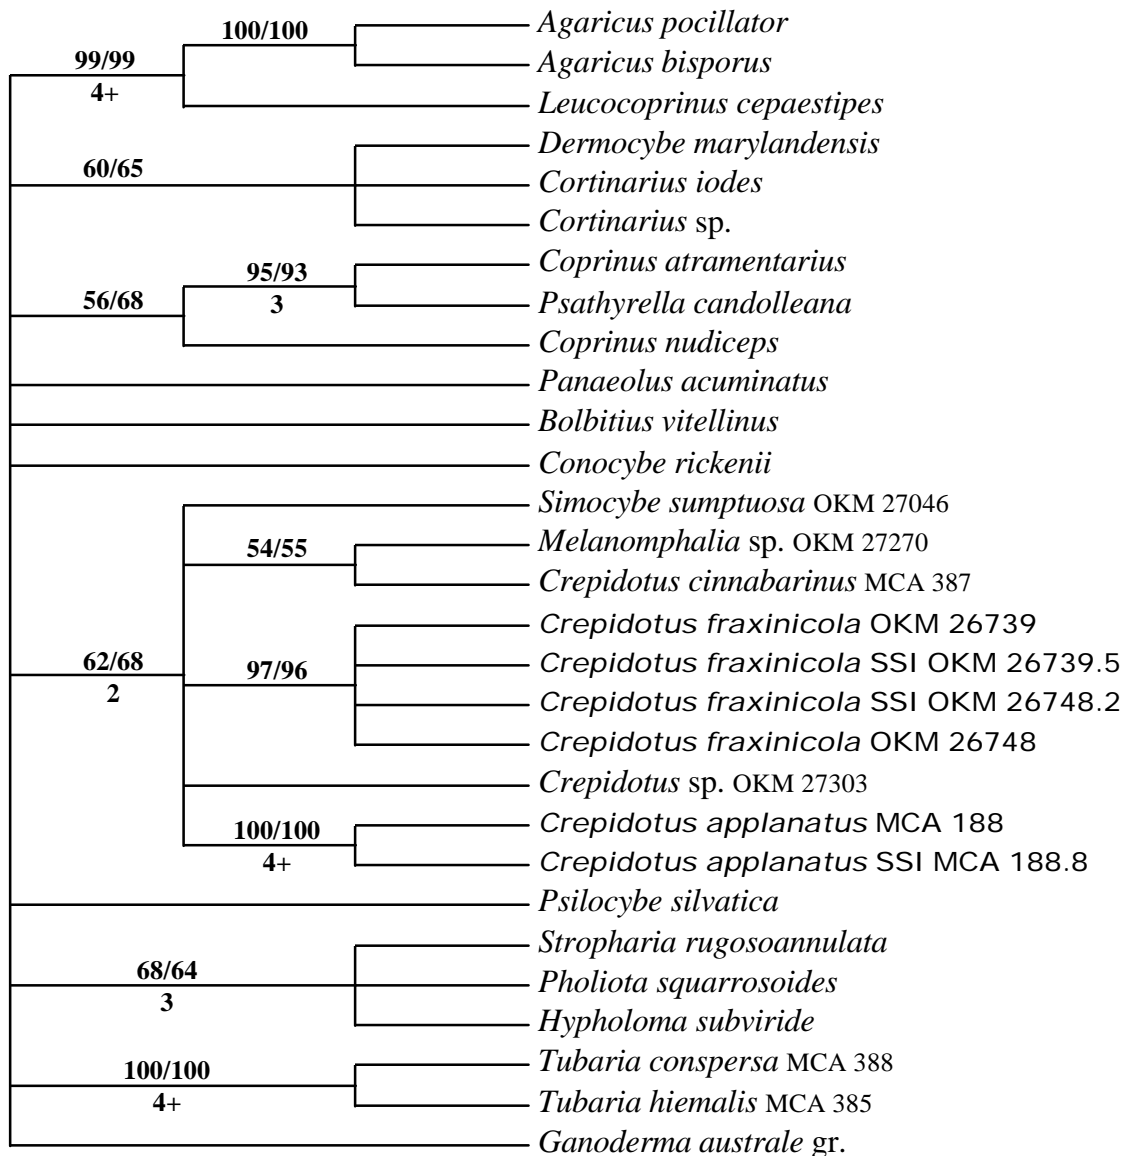 Agaricus pocillator
100/100
Agaricus bisporus
99/99
4+
Leucocoprinus cepaestipes
Dermocybe marylandensis
60/65
Cortinarius iodes
Cortinarius sp.
Coprinus atramentarius
95/93
3
Psathyrella candolleana
56/68
Coprinus nudiceps
Panaeolus acuminatus
Bolbitius vitellinus
Conocybe rickenii
Simocybe sumptuosa OKM 27046
Melanomphalia sp. OKM 27270
54/55
Crepidotus cinnabarinus MCA 387
Crepidotus fraxinicola OKM 26739
62/68
2
97/96
Crepidotus fraxinicola SSI OKM 26739.5
Crepidotus fraxinicola SSI OKM 26748.2
Crepidotus fraxinicola OKM 26748
Crepidotus sp. OKM 27303
Crepidotus applanatus MCA 188
100/100
4+
Crepidotus applanatus SSI MCA 188.8
Psilocybe silvatica
Stropharia rugosoannulata
68/64
3
Pholiota squarrosoides
Hypholoma subviride
Tubaria conspersa MCA 388
100/100
4+
Tubaria hiemalis MCA 385
Ganoderma australe gr.